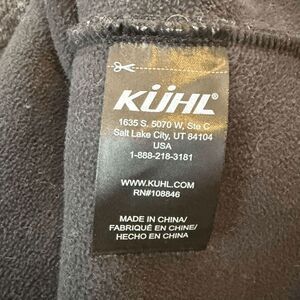 KÜHL®
1635 S. 5070 W, Ste C
Salt Lake City, UT 84104
USA
1-888-218-3181
WWW.KUHL.COM
RN#108846
MADE IN CHINA/
FABRIQUÉ EN CHINE/
HECHO EN CHINA